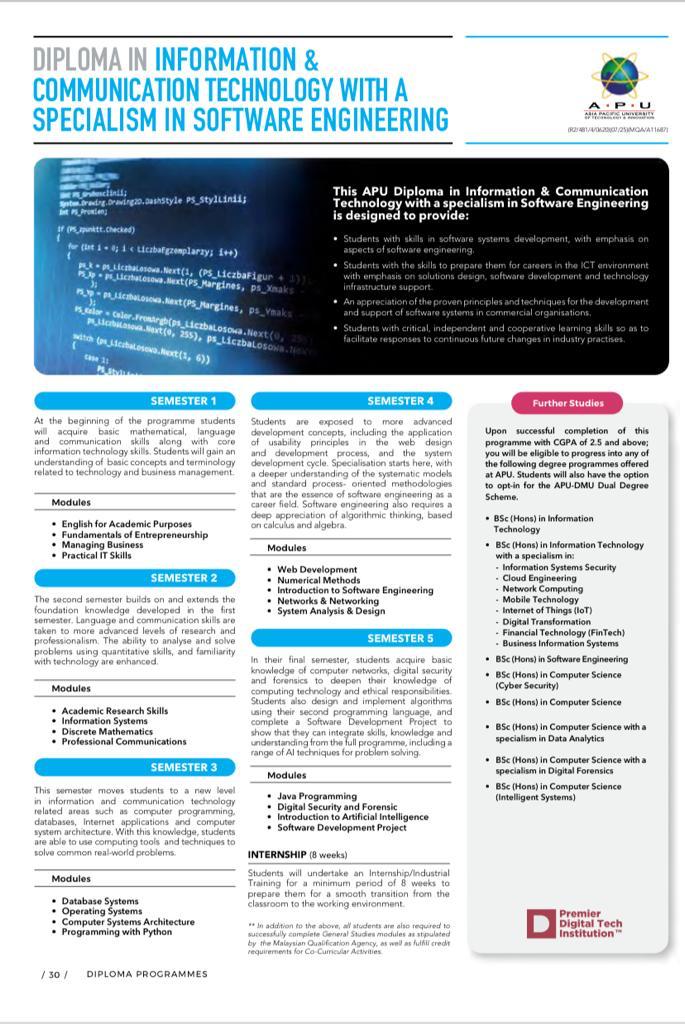 DIPLOMA IN INFORMATION &
COMMUNICATION TECHNOLOGY WITH A
SPECIALISM IN SOFTWARE ENGINEERING
A • P • U
ASIA PACIFIC UNIVERSITY
OF TECHNOLOGY & INNOVATION
(R2/481/4/0620)(07/25)(MQA/A11687)
System.Drawing.Drawing2D.DashStyle PS_StylLinii;
int PS_Promien;
{
for (int i = 0; i < LiczbaFgzemplarzy; i++)
{
switch (ps_LiczbaLosowa.Next(1, 6))
{
case 1:
This APU Diploma in Information & Communication
Technology with a specialism in Software Engineering
is designed to provide:
• Students with skills in software systems development, with emphasis on
aspects of software engineering.
• Students with the skills to prepare them for careers in the ICT environment
with emphasis on solutions design, software development and technology
infrastructure support.
• An appreciation of the proven principles and techniques for the development
and support of software systems in commercial organisations.
• Students with critical, independent and cooperative learning skills so as to
facilitate responses to continuous future changes in industry practises.
SEMESTER 1
At the beginning of the programme students
will acquire basic mathematical, language
and communication skills along with core
information technology skills. Students will gain an
understanding of basic concepts and terminology
related to technology and business management.
Modules
• English for Academic Purposes
• Fundamentals of Entrepreneurship
• Managing Business
• Practical IT Skills
SEMESTER 2
The second semester builds on and extends the
foundation knowledge developed in the first
semester. Language and communication skills are
taken to more advanced levels of research and
professionalism. The ability to analyse and solve
problems using quantitative skills, and familiarity
with technology are enhanced.
Modules
• Academic Research Skills
• Information Systems
• Discrete Mathematics
• Professional Communications
SEMESTER 3
This semester moves students to a new level
in information and communication technology
related areas such as computer programming,
databases, Internet applications and computer
system architecture. With this knowledge, students
are able to use computing tools and techniques to
solve common real-world problems.
Modules
• Database Systems
• Operating Systems
• Computer Systems Architecture
• Programming with Python
SEMESTER 4
Students are exposed to more advanced
development concepts, including the application
of usability principles in the web design
and development process, and the system
development cycle. Specialisation starts here, with
a deeper understanding of the systematic models
and standard process- oriented methodologies
that are the essence of software engineering as a
career field. Software engineering also requires a
deep appreciation of algorithmic thinking, based
on calculus and algebra.
Modules
• Web Development
• Numerical Methods
• Introduction to Software Engineering
• Networks & Networking
• System Analysis & Design
SEMESTER 5
In their final semester, students acquire basic
knowledge of computer networks, digital security
and forensics to deepen their knowledge of
computing technology and ethical responsibilities.
Students also design and implement algorithms
using their second programming language, and
complete a Software Development Project to
show that they can integrate skills, knowledge and
understanding from the full programme, including a
range of AI techniques for problem solving.
Modules
• Java Programming
• Digital Security and Forensic
• Introduction to Artificial Intelligence
• Software Development Project
INTERNSHIP (8 weeks)
Students will undertake an Internship/Industrial
Training for a minimum period of 8 weeks to
prepare them for a smooth transition from the
classroom to the working environment.
** In addition to the above, all students are also required to
successfully complete General Studies modules as stipulated
by the Malaysian Qualification Agency, as well as fulfill credit
requirements for Co-Curricular Activities.
Further Studies
Upon successful completion of this
programme with CGPA of 2.5 and above;
you will be eligible to progress into any of
the following degree programmes offered
at APU. Students will also have the option
to opt-in for the APU-DMU Dual Degree
Scheme.
• BSc (Hons) in Information
Technology
• BSc (Hons) in Information Technology
with a specialism in:
- Information Systems Security
- Cloud Engineering
- Network Computing
- Mobile Technology
- Internet of Things (IoT)
- Digital Transformation
- Financial Technology (FinTech)
- Business Information Systems
• BSc (Hons) in Software Engineering
• BSc (Hons) in Computer Science
(Cyber Security)
• BSc (Hons) in Computer Science
• BSc (Hons) in Computer Science with a
specialism in Data Analytics
• BSc (Hons) in Computer Science with a
specialism in Digital Forensics
• BSc (Hons) in Computer Science
(Intelligent Systems)
Premier
Digital Tech
Institution™
/ 30 / DIPLOMA PROGRAMMES